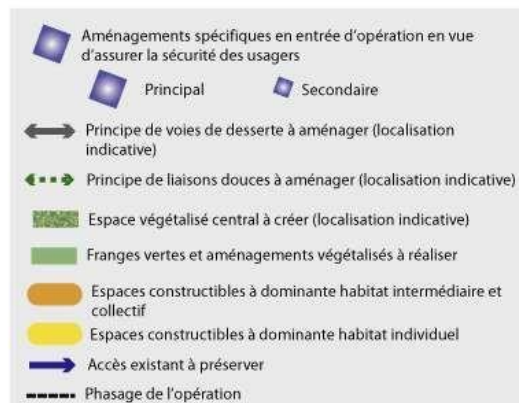 Aménagements spécifiques en entrée d'opération en vue
d'assurer la sécurité des usagers
Principal
Secondaire
Principe de voies de desserte à aménager (localisation
indicative)
Principe de liaisons douces à aménager (localisation indicative)
Espace végétalisé central à créer (localisation indicative)
Franges vertes et aménagements végétalisés à réaliser
Espaces constructibles à dominante habitat intermédiaire et
collectif
Espaces constructibles à dominante habitat individuel
Accès existant à préserver
Phasage de l'opération